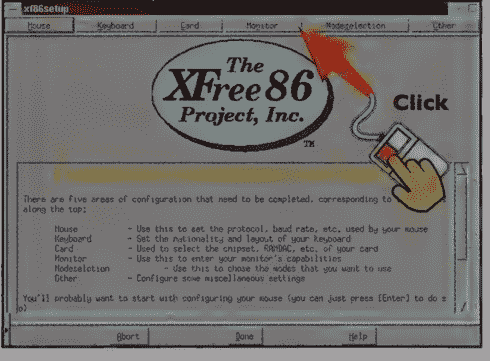 xf86setup
Mouse Keyboard Card Monitor Modeselection Other
The
XFree86
Project, Inc.
TM
Click
There are five areas of configuration that need to be completed, corresponding to
along the top:
Mouse - Use this to set the protocol, baud rate, etc. used by your mouse
Keyboard - Set the nationality and layout of your keyboard
Card - Used to select the chipset, RAMDAC, etc. of your card
Monitor - Use this to enter your monitor's capabilities
Modeselction - Use this to chose the modes that you want to use
Other - Configure some miscellaneous settings
You'll probably want to start with configuring your mouse (you can just press [Enter] to do s
o)
Abort Done Help